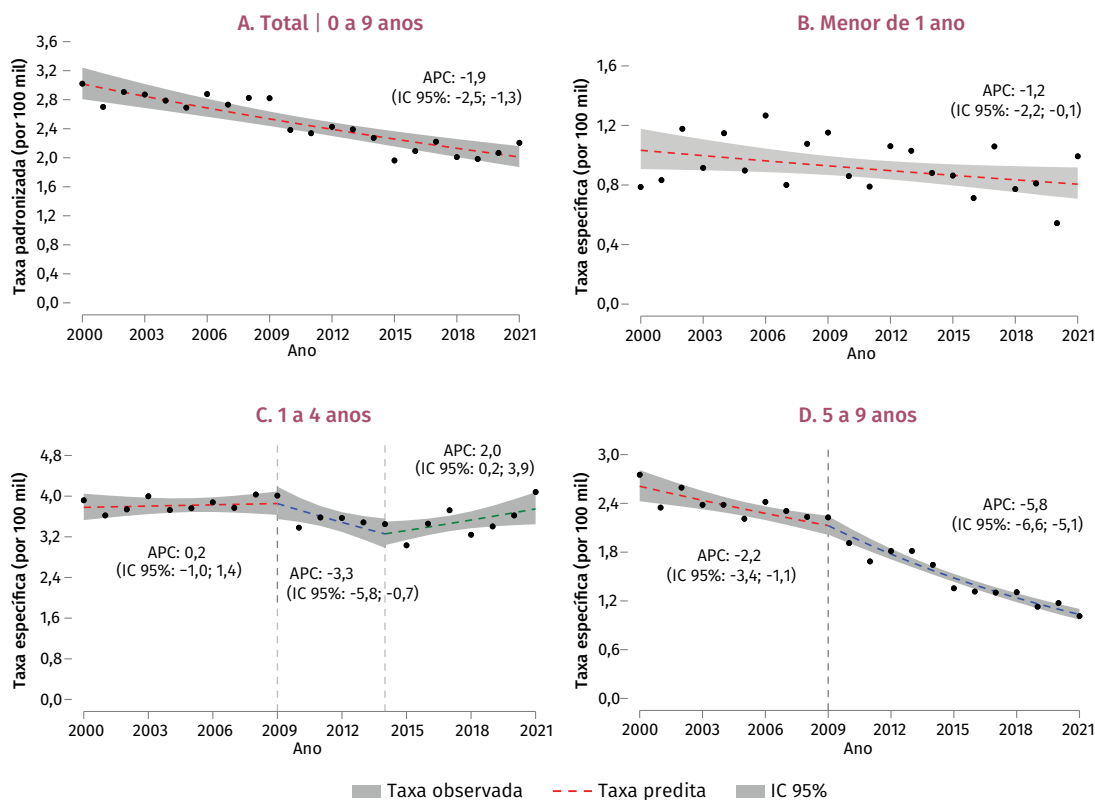 A. Total | 0 a 9 anos
Taxa padronizada (por 100 mil)
3,6
3,2
2,8
2,4
2,0
1,6
1,2
0,8
0,4
0,0
APC: -1,9
(IC 95%: -2,5; -1,3)
2000 2003 2006 2009 2012 2015 2018 2021
Ano
B. Menor de 1 ano
Taxa específica (por 100 mil)
1,6
1,2
0,8
0,4
0,0
APC: -1,2
(IC 95%: -2,2; -0,1)
2000 2003 2006 2009 2012 2015 2018 2021
Ano
C. 1 a 4 anos
Taxa específica (por 100 mil)
4,8
4,0
3,2
2,4
1,6
0,8
0,0
APC: 0,2
(IC 95%: -1,0; 1,4)
APC: -3,3
(IC 95%: -5,8; -0,7)
APC: 2,0
(IC 95%: 0,2; 3,9)
2000 2003 2006 2009 2012 2015 2018 2021
Ano
D. 5 a 9 anos
Taxa específica (por 100 mil)
3,0
2,4
1,8
1,2
0,6
0,0
APC: -2,2
(IC 95%: -3,4; -1,1)
APC: -5,8
(IC 95%: -6,6; -5,1)
2000 2003 2006 2009 2012 2015 2018 2021
Ano
Taxa observada Taxa predita IC 95%